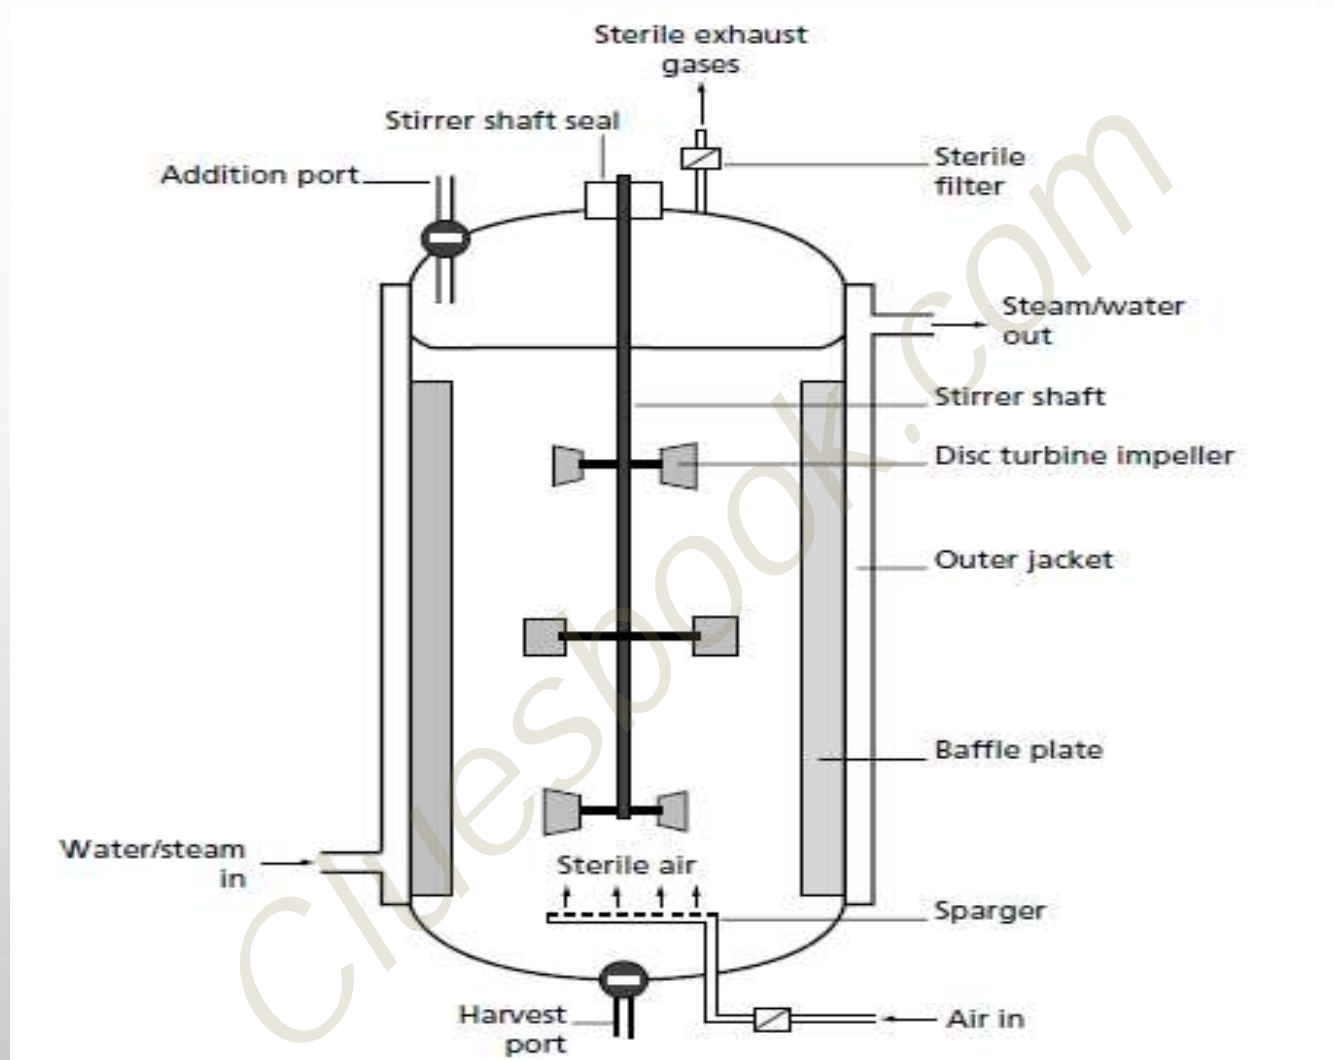 Sterile exhaust
gases
Stirrer shaft seal
Addition port
Sterile
filter
Steam/water
out
Stirrer shaft
Disc turbine impeller
Outer jacket
Baffle plate
Water/steam
in
Sterile air
Sparger
Harvest
port
Air in
Cluesbook.com